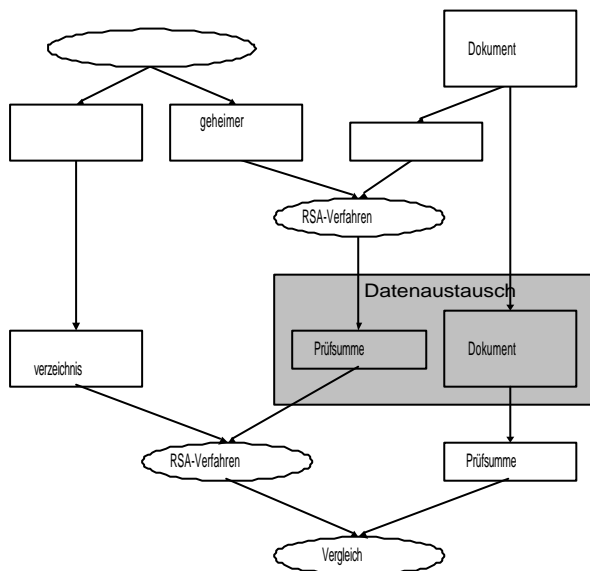 Dokument
geheimer
RSA-Verfahren
Datenaustausch
Prüfsumme
Dokument
verzeichnis
RSA-Verfahren
Prüfsumme
Vergleich